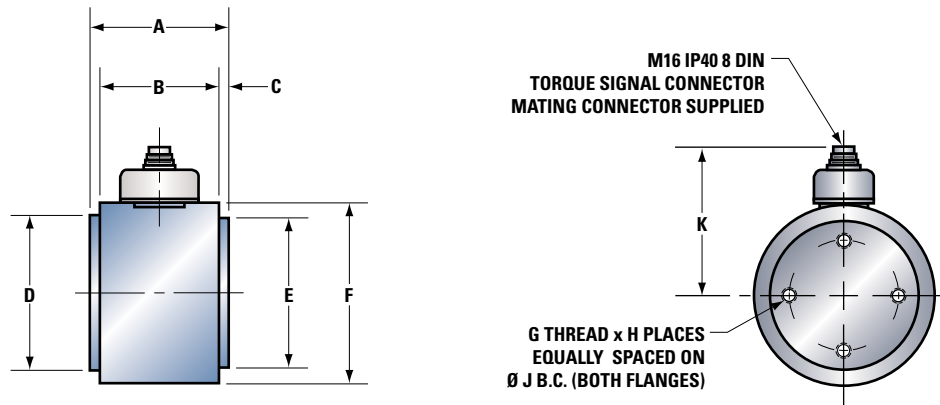 A
B
C
D
E
F
M16 IP40 8 DIN
TORQUE SIGNAL CONNECTOR
MATING CONNECTOR SUPPLIED
K
G THREAD x H PLACES
EQUALLY SPACED ON
Ø J B.C. (BOTH FLANGES)